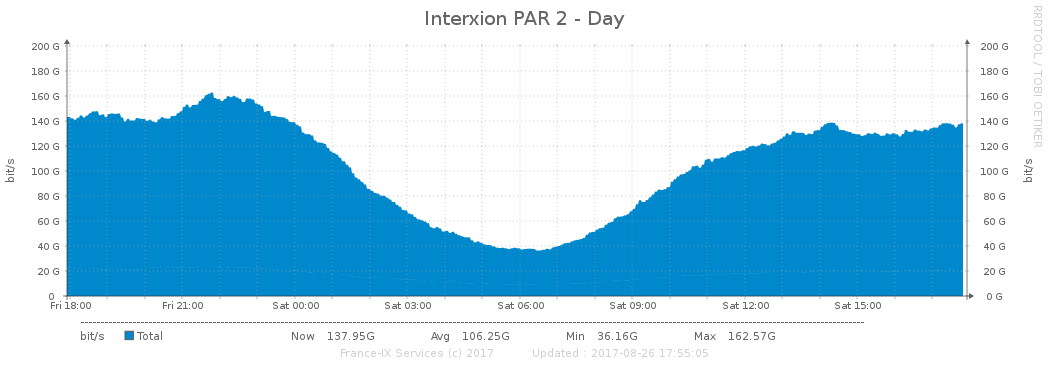 Interxion PAR 2 - Day
RRDTOOL / TOBI OETIKER
200 G 200 G
180 G 180 G
160 G 160 G
140 G 140 G
120 G 120 G
100 G 100 G
80 G 80 G
60 G 60 G
40 G 40 G
20 G 20 G
0 0 G
bit/s bit/s
Fri 18:00 Fri 21:00 Sat 00:00 Sat 03:00 Sat 06:00 Sat 09:00 Sat 12:00 Sat 15:00
bit/s Total Now 137.95G Avg 106.25G Min 36.16G Max 162.57G
France-IX Services (c) 2017 Updated : 2017-08-26 17:55:05